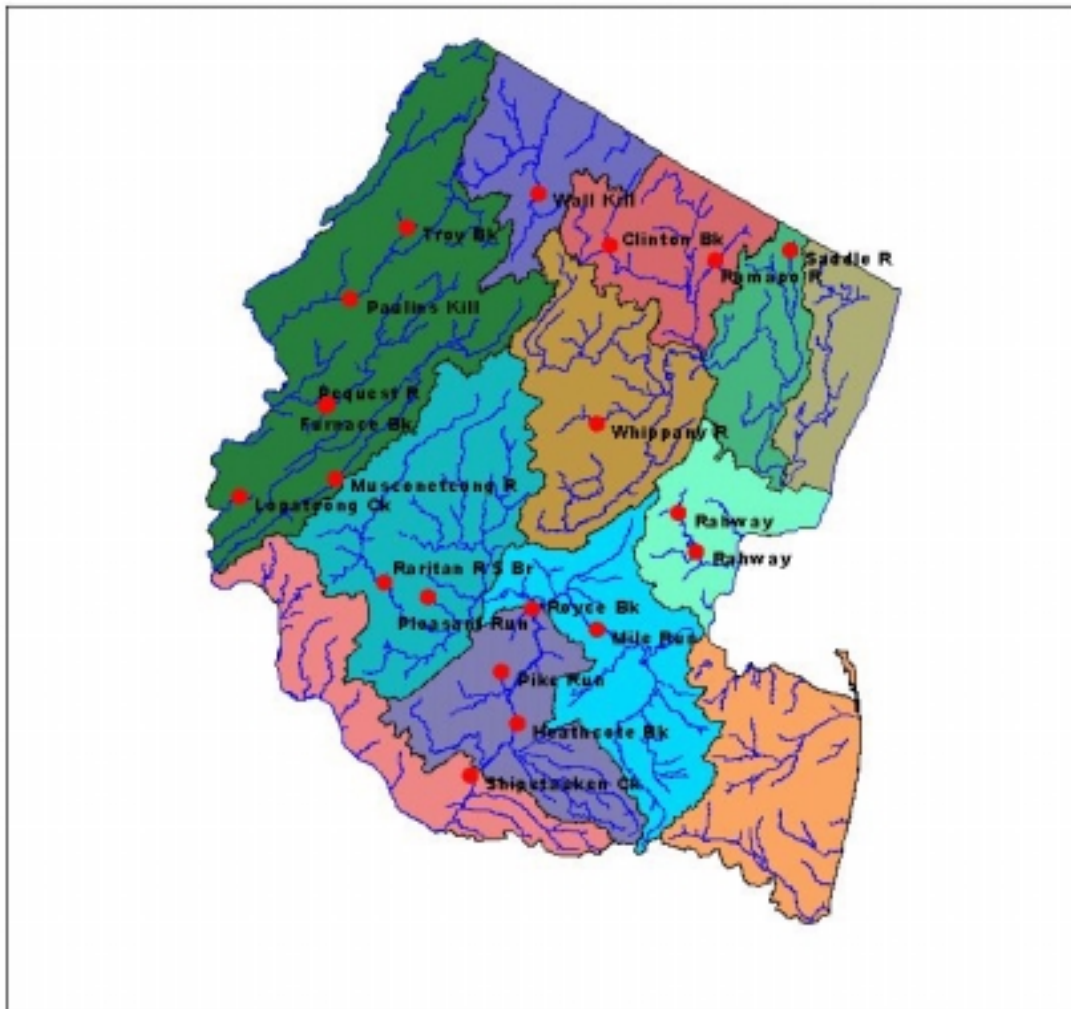 Wall Kill
Troy Bk
Clinton Bk
Saddle R
Ramapo R
Paulins Kill
Pequest R
Furnace Bk
Whippany R
Musconetcong R
Lopatcong Ck
Rahway
Rahway
Raritan R S Br
Royce Bk
Pleasant Run
Mile Run
Pike Run
Heathcote Bk
Shipetauken Ck